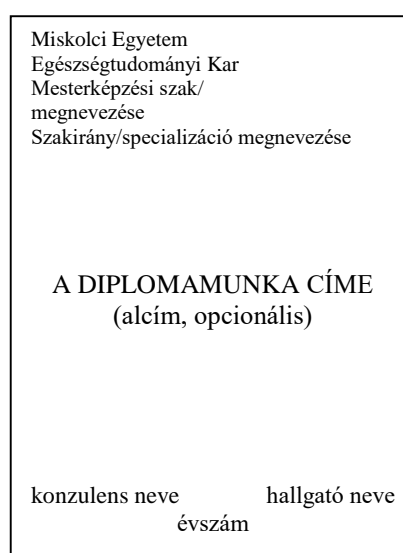 Miskolci Egyetem
Egészségtudományi Kar
Mesterképzési szak/
megnevezése
Szakirány/specializáció megnevezése
A DIPLOMAMUNKA CÍME
(alcím, opcionális)
konzulens neve hallgató neve
évszám